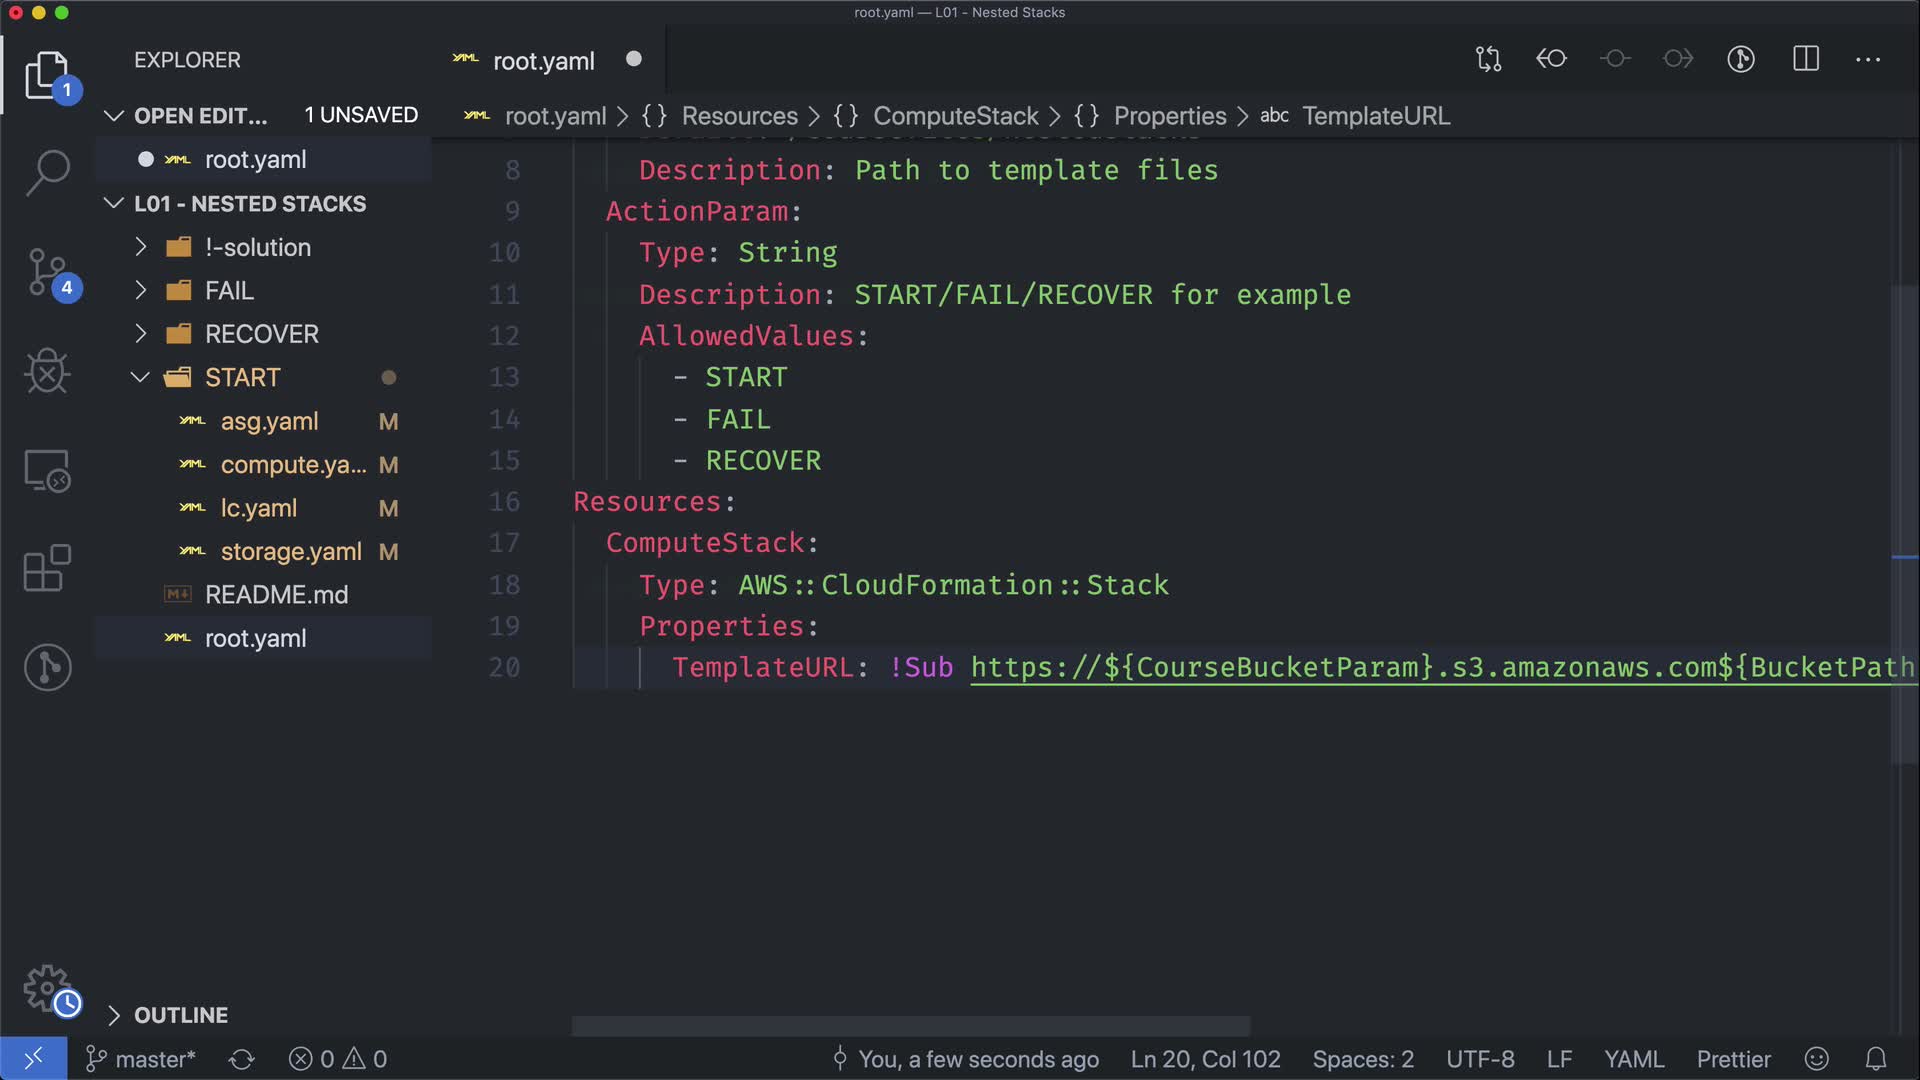 root.yaml — L01 - Nested Stacks
EXPLORER
1
OPEN EDIT... 1 UNSAVED
root.yaml
L01 - NESTED STACKS
!-solution
4
FAIL
RECOVER
START
asg.yaml M
compute.ya... M
lc.yaml M
storage.yaml M
README.md
root.yaml
OUTLINE
root.yaml
root.yaml > {} Resources > {} ComputeStack > {} Properties > abc TemplateURL
8 Description: Path to template files
9 ActionParam:
10 Type: String
11 Description: START/FAIL/RECOVER for example
12 AllowedValues:
13 - START
14 - FAIL
15 - RECOVER
16 Resources:
17 ComputeStack:
18 Type: AWS::CloudFormation::Stack
19 Properties:
20 TemplateURL: !Sub https://${CourseBucketParam}.s3.amazonaws.com${BucketPath
master* 0 0 You, a few seconds ago Ln 20, Col 102 Spaces: 2 UTF-8 LF YAML Prettier